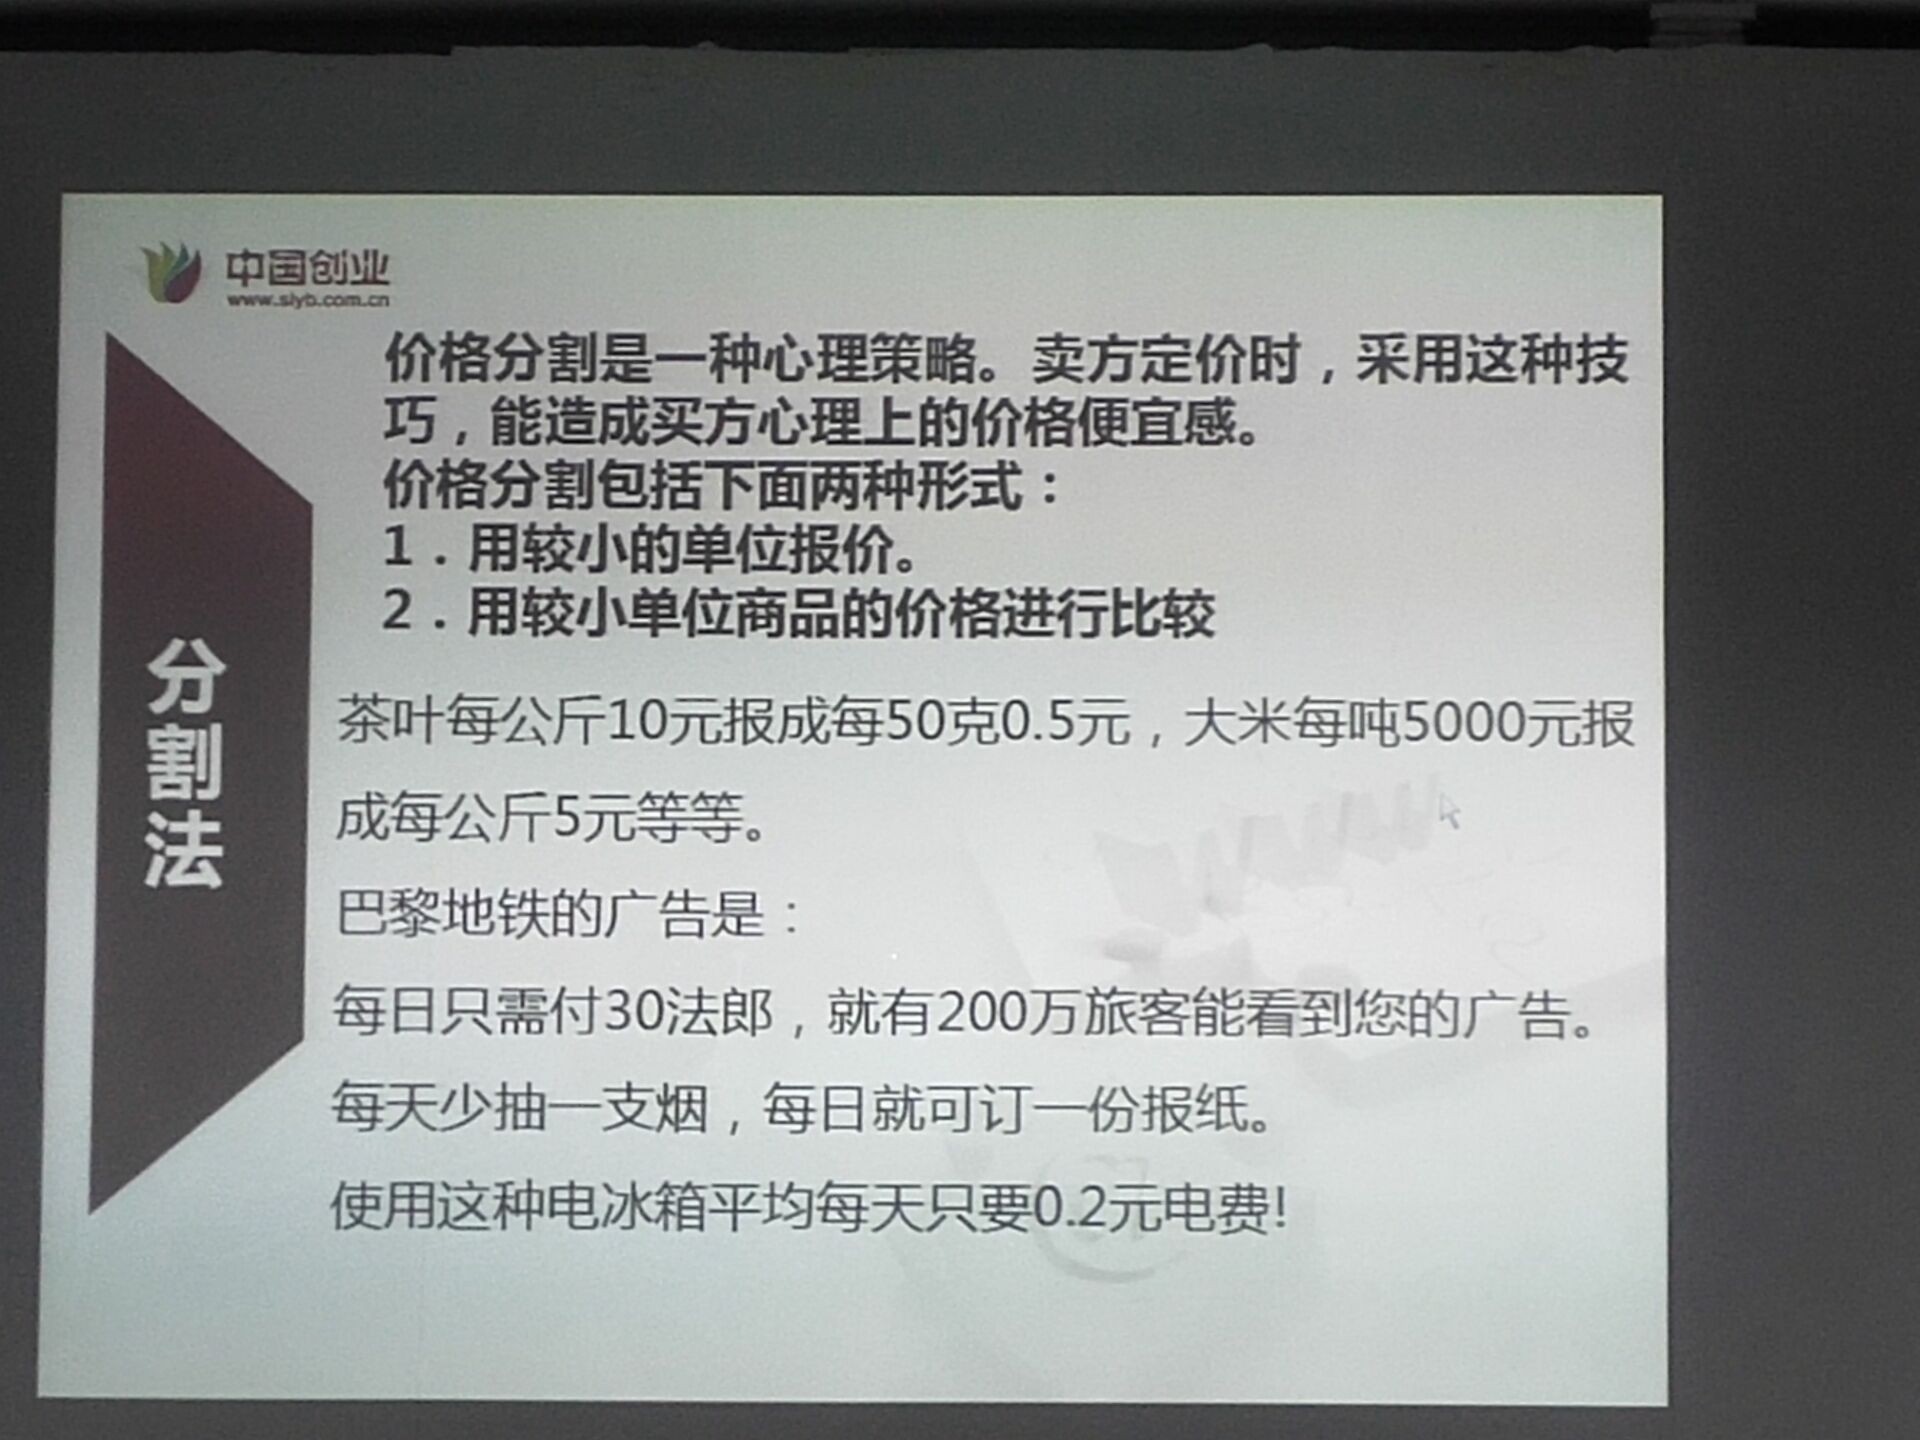 中国创业
www.siyb.com.cn
价格分割是一种心理策略。卖方定价时，采用这种技
巧，能造成买方心理上的价格便宜感。
价格分割包括下面两种形式：
1．用较小的单位报价。
2．用较小单位商品的价格进行比较
分割法
茶叶每公斤10元报成每50克0.5元，大米每吨5000元报
成每公斤5元等等。
巴黎地铁的广告是：
每日只需付30法郎，就有200万旅客能看到您的广告。
每天少抽一支烟，每日就可订一份报纸。
使用这种电冰箱平均每天只要0.2元电费!